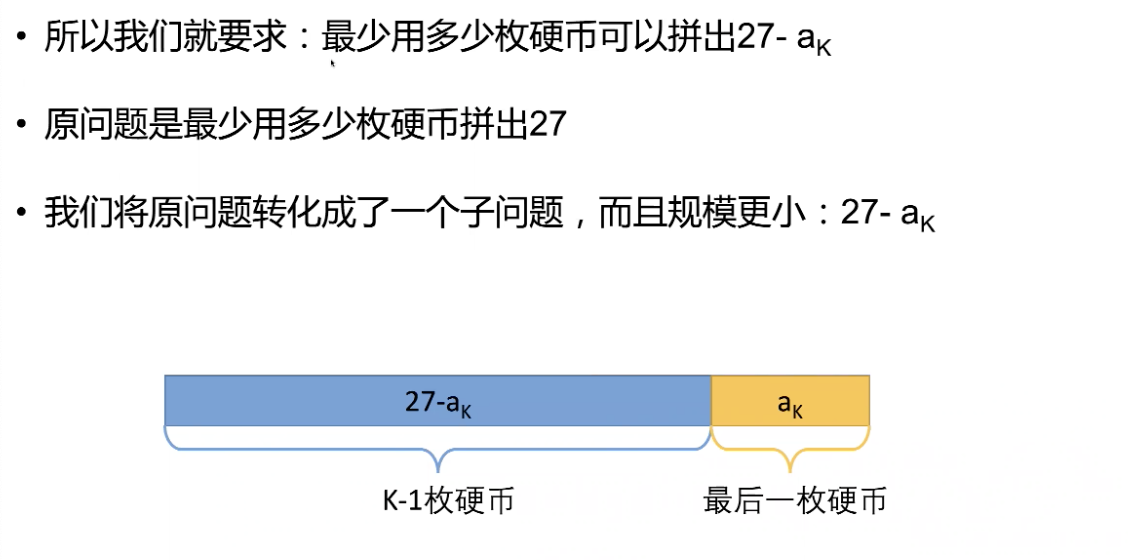 • 所以我们就要求：最少用多少枚硬币可以拼出27- aK
• 原问题是最少用多少枚硬币拼出27
• 我们将原问题转化成了一个子问题，而且规模更小：27- aK
27-aK aK
K-1枚硬币 最后一枚硬币